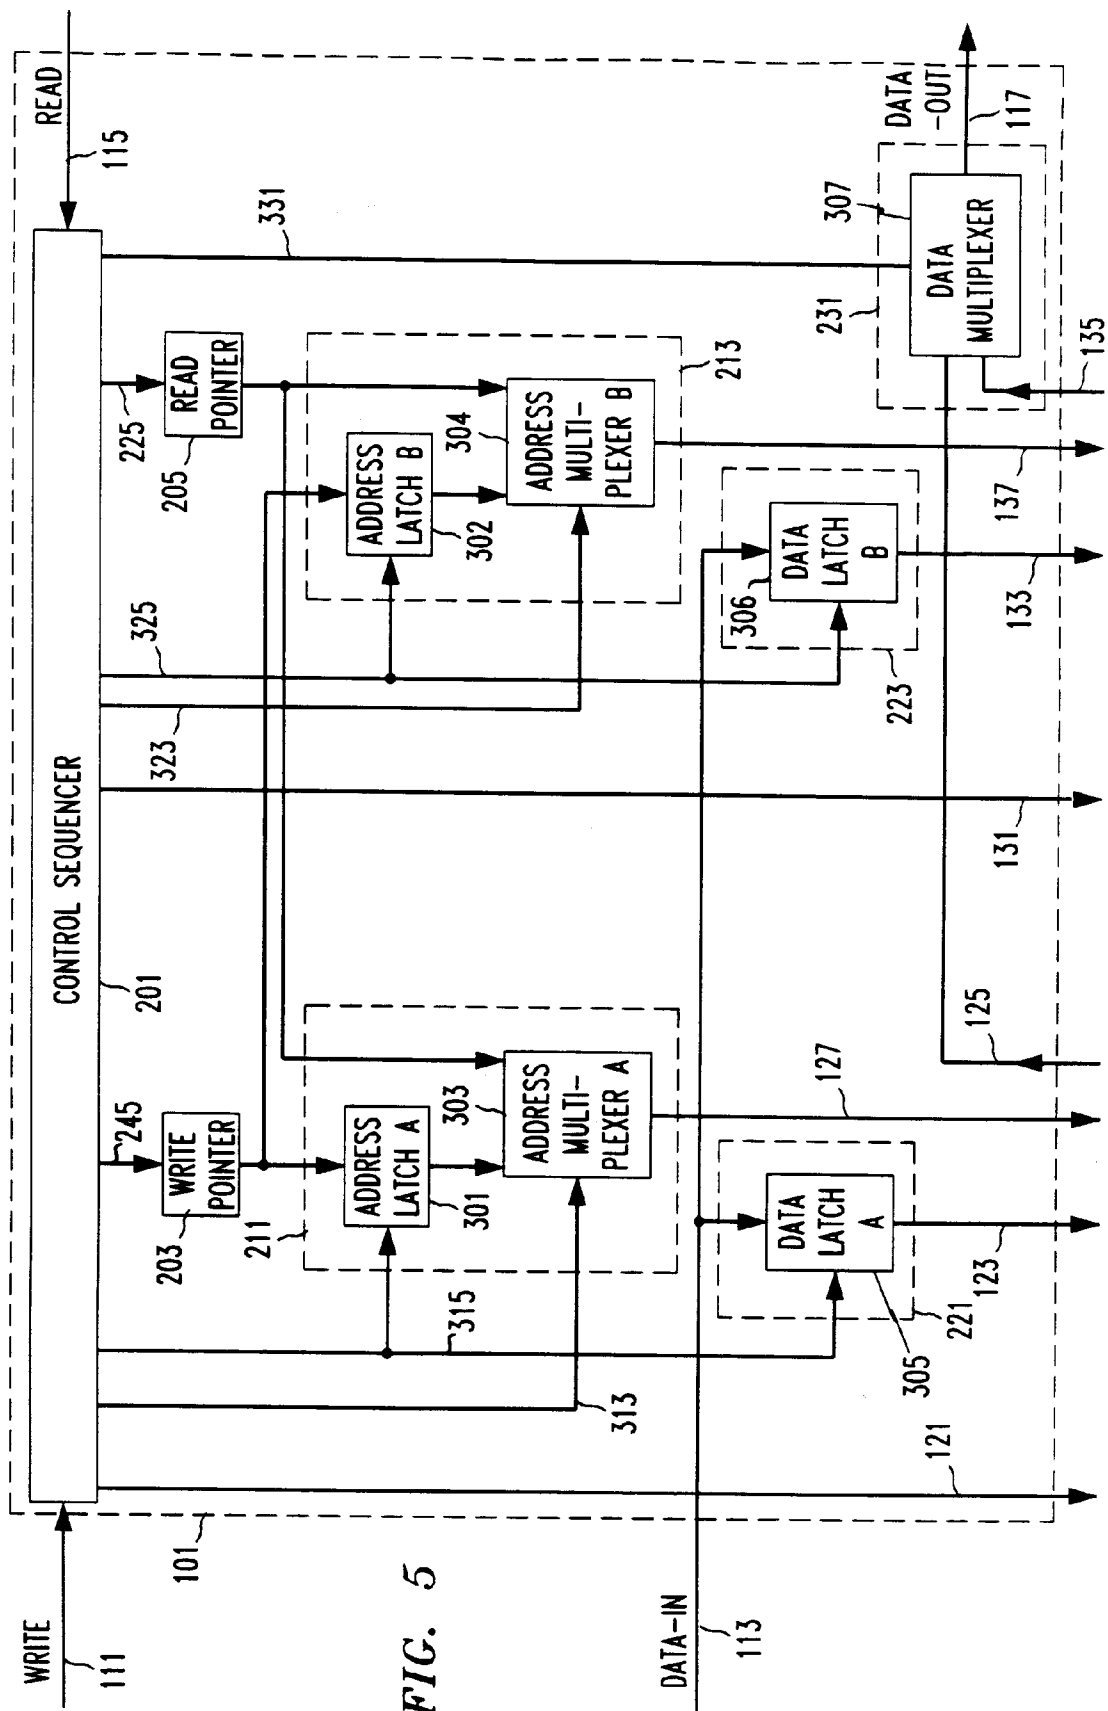 WRITE
111
READ
115
101
CONTROL SEQUENCER
201
245
225
WRITE
POINTER
203
READ
POINTER
205
325
323
331
211
ADDRESS
LATCH A
301
315
303
ADDRESS
MULTI-
PLEXER A
313
ADDRESS
LATCH B
302
304
ADDRESS
MULTI-
PLEXER B
213
DATA-IN
113
DATA
LATCH
A
305
221
306
DATA
LATCH
B
223
231
307
DATA
MULTIPLEXER
DATA
-OUT
117
121
123
127
125
131
133
137
135
FIG. 5